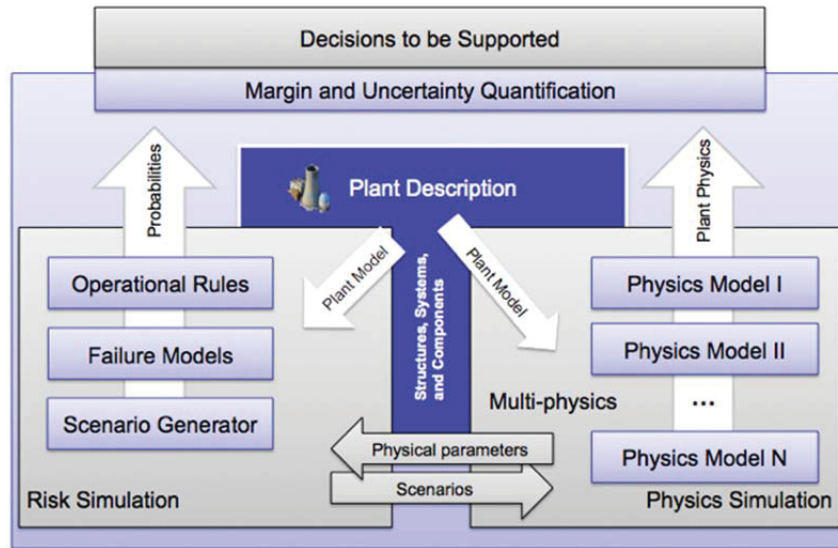 Decisions to be Supported
Margin and Uncertainty Quantification
Probabilities
Plant Description
Plant Physics
Plant Model
Structures, Systems,
and Components
Plant Model
Operational Rules
Failure Models
Scenario Generator
Physics Model I
Physics Model II
Multi-physics
...
Physics Model N
Physical parameters
Scenarios
Risk Simulation
Physics Simulation